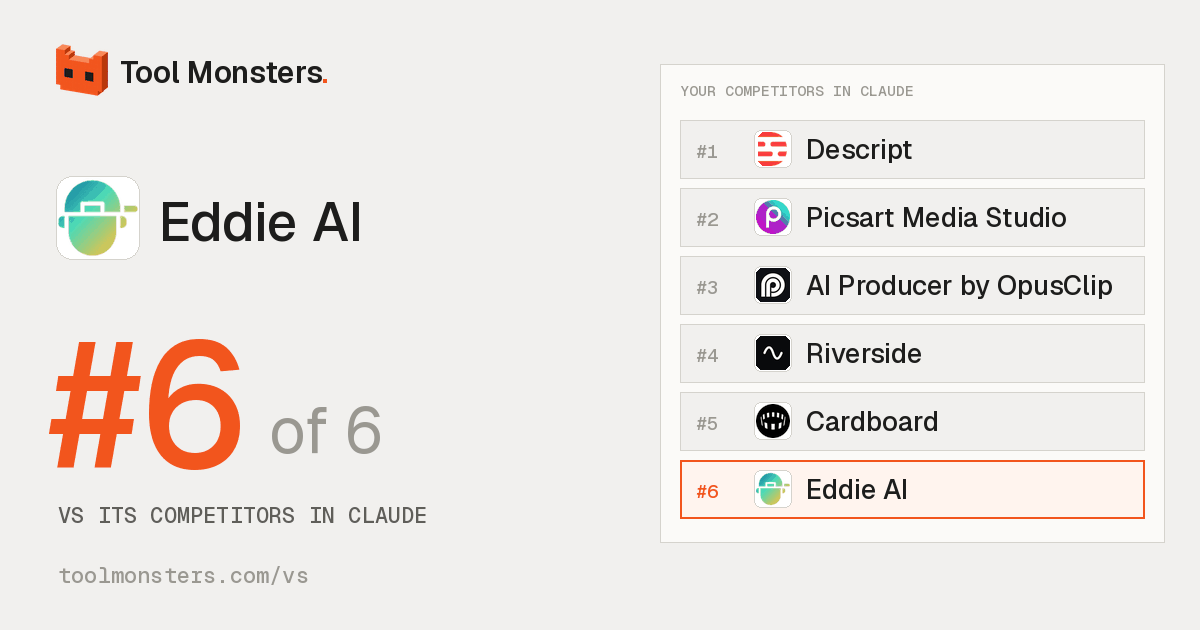 Tool Monsters.
Eddie AI
#6 of 6
VS ITS COMPETITORS IN CLAUDE
toolmonsters.com/vs
YOUR COMPETITORS IN CLAUDE
#1 Descript
#2 Picsart Media Studio
#3 AI Producer by OpusClip
#4 Riverside
#5 Cardboard
#6 Eddie AI